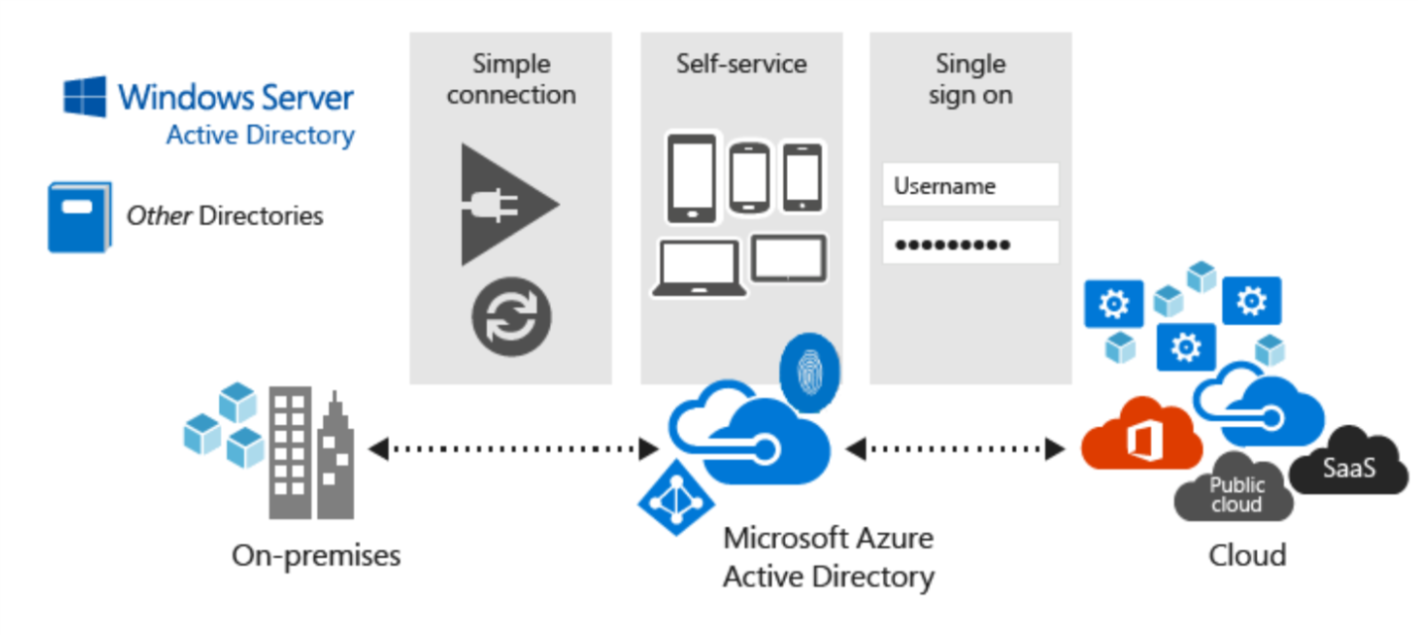 Windows Server
Active Directory
Other Directories
Simple
connection
Self-service
Single
sign on
Username
●●●●●●●●●
On-premises
Microsoft Azure
Active Directory
Public
cloud
SaaS
Cloud